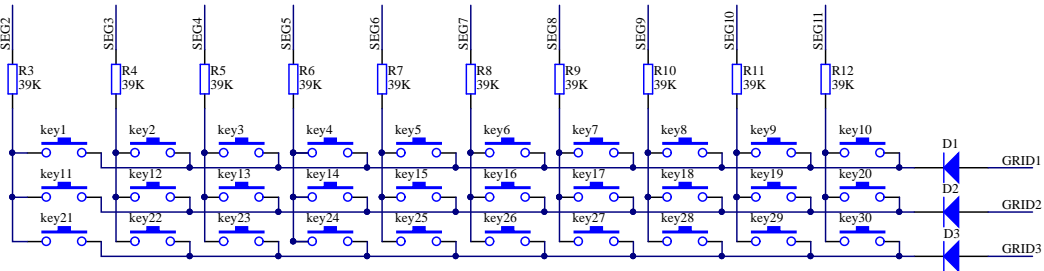 SEG2 SEG3 SEG4 SEG5 SEG6 SEG7 SEG8 SEG9 SEG10 SEG11
R3 R4 R5 R6 R7 R8 R9 R10 R11 R12
39K 39K 39K 39K 39K 39K 39K 39K 39K 39K
key1 key2 key3 key4 key5 key6 key7 key8 key9 key10 D1
GRID1
key11 key12 key13 key14 key15 key16 key17 key18 key19 key20 D2
GRID2
key21 key22 key23 key24 key25 key26 key27 key28 key29 key30 D3
GRID3